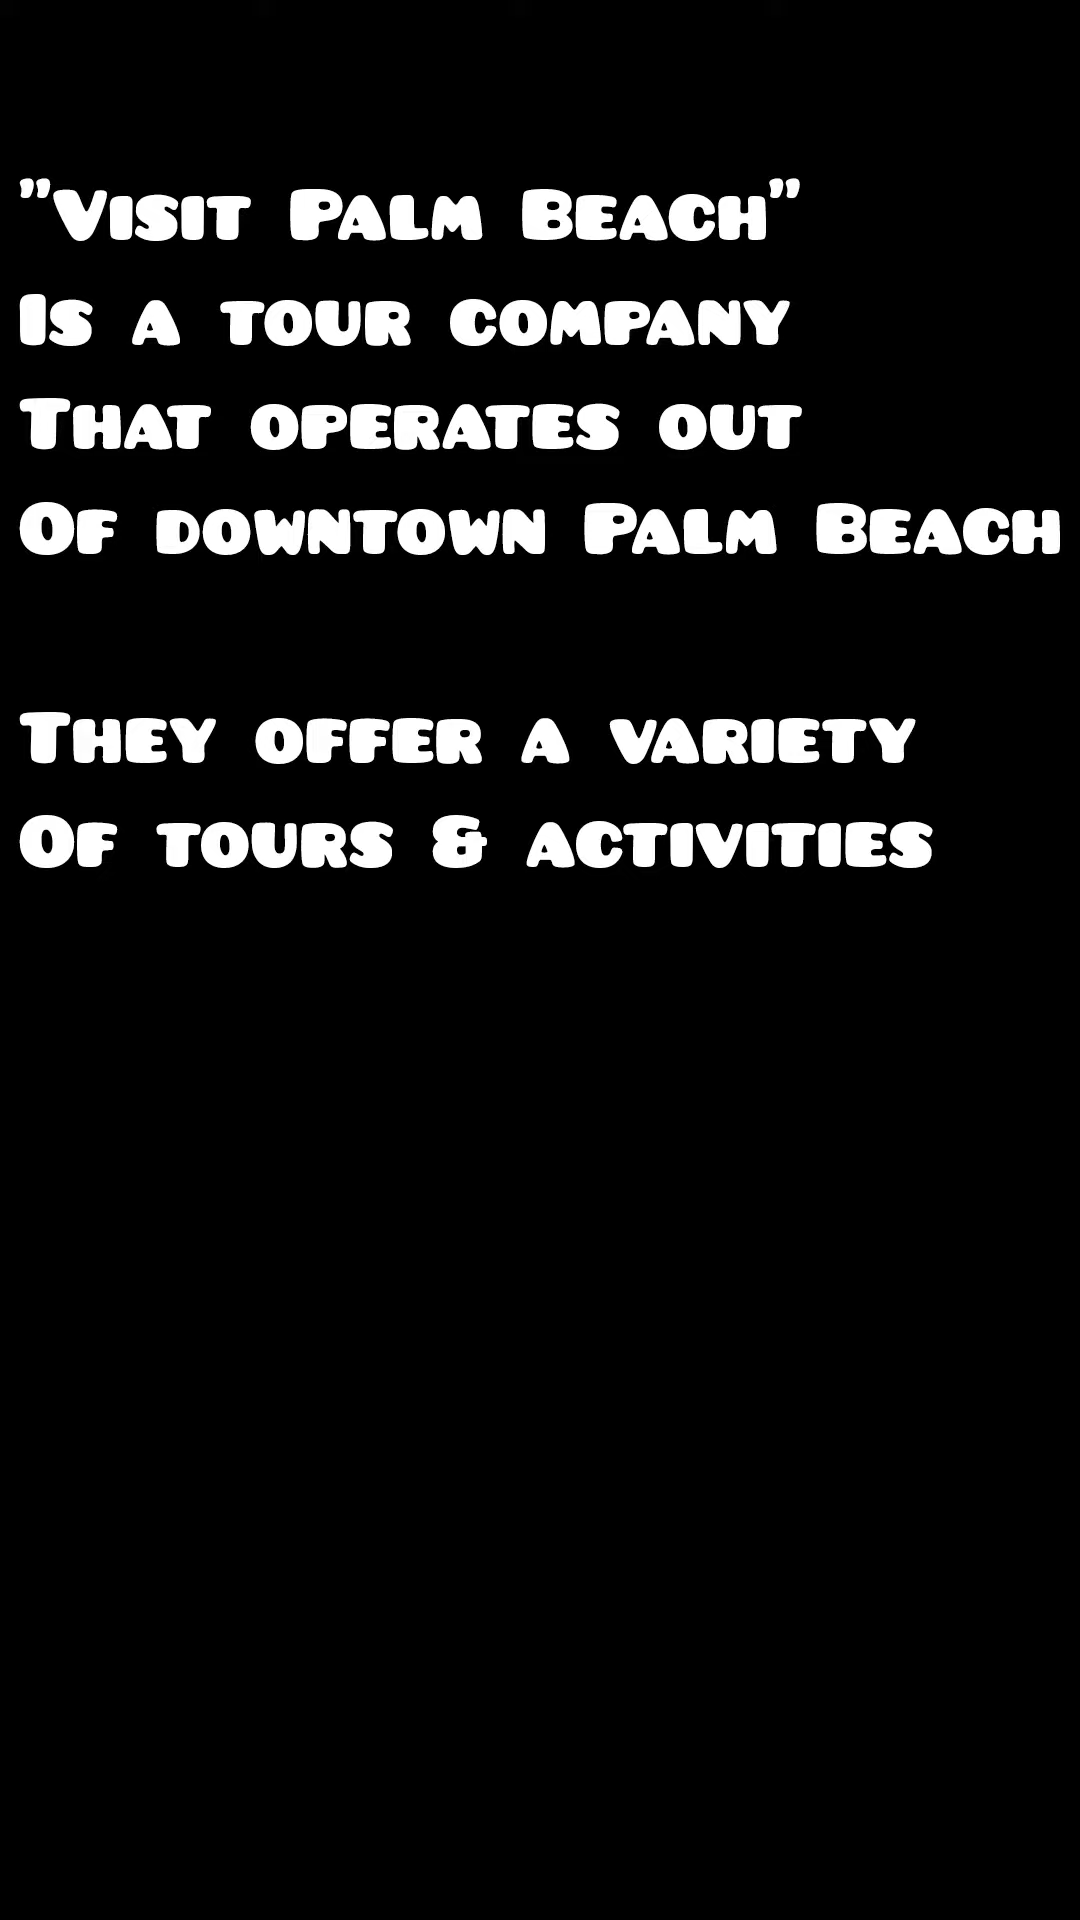 "Visit Palm Beach"
Is a tour company
That operates out
Of downtown Palm Beach
They offer a variety
Of tours & activities